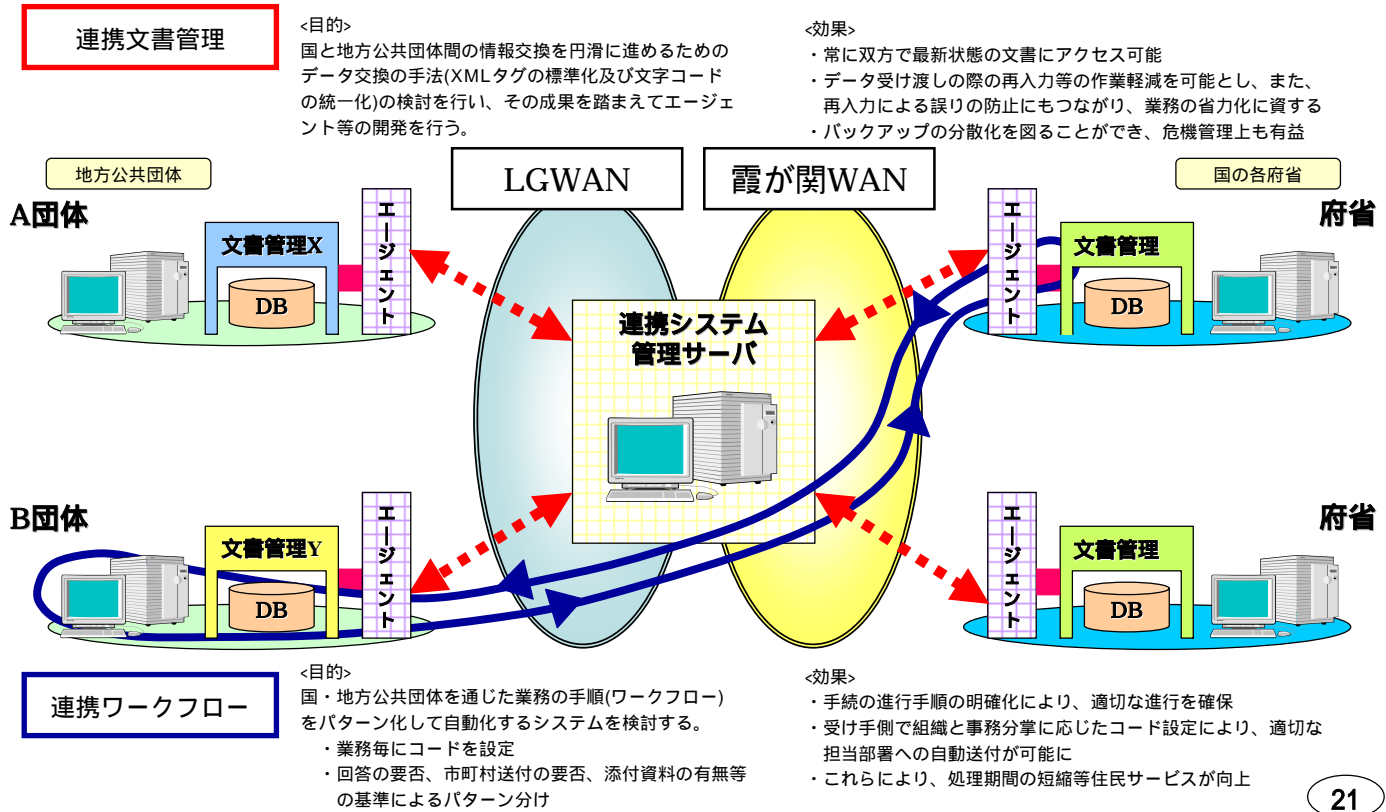 連携文書管理
<目的>
国と地方公共団体間の情報交換を円滑に進めるための
データ交換の手法(XMLタグの標準化及び文字コード
の統一化)の検討を行い、その成果を踏まえてエージェ
ント等の開発を行う。
<効果>
・常に双方で最新状態の文書にアクセス可能
・データ受け渡しの際の再入力等の作業軽減を可能とし、また、
再入力による誤りの防止にもつながり、業務の省力化に資する
・バックアップの分散化を図ることができ、危機管理上も有益
地方公共団体
LGWAN
霞が関WAN
国の各府省
A団体
文書管理X
DB
エージェント
連携システム
管理サーバ
エージェント
文書管理
DB
府省
B団体
文書管理Y
DB
エージェント
エージェント
文書管理
DB
府省
連携ワークフロー
<目的>
国・地方公共団体を通じた業務の手順(ワークフロー)
をパターン化して自動化するシステムを検討する。
・業務毎にコードを設定
・回答の要否、市町村送付の要否、添付資料の有無等
の基準によるパターン分け
<効果>
・手続の進行手順の明確化により、適切な進行を確保
・受け手側で組織と事務分掌に応じたコード設定により、適切な
担当部署への自動送付が可能に
・これらにより、処理期間の短縮等住民サービスが向上
21